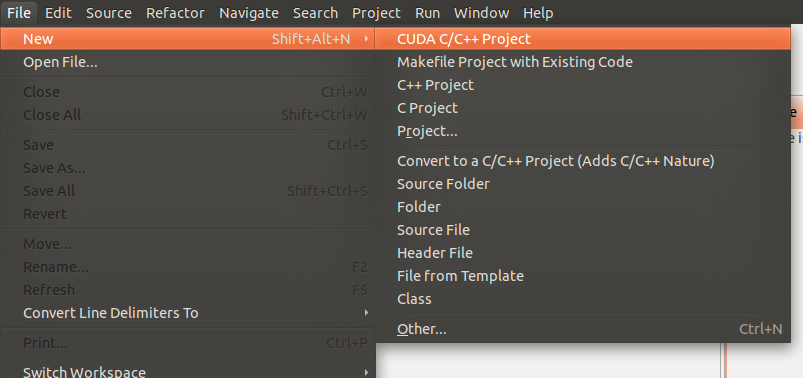 File Edit Source Refactor Navigate Search Project Run Window Help
New Shift+Alt+N
Open File...
Close Ctrl+W
Close All Shift+Ctrl+W
Save Ctrl+S
Save As...
Save All Shift+Ctrl+S
Revert
Move...
Rename... F2
Refresh F5
Convert Line Delimiters To
Print... Ctrl+P
Switch Workspace
CUDA C/C++ Project
Makefile Project with Existing Code
C++ Project
C Project
Project...
Convert to a C/C++ Project (Adds C/C++ Nature)
Source Folder
Folder
Source File
Header File
File from Template
Class
Other... Ctrl+N